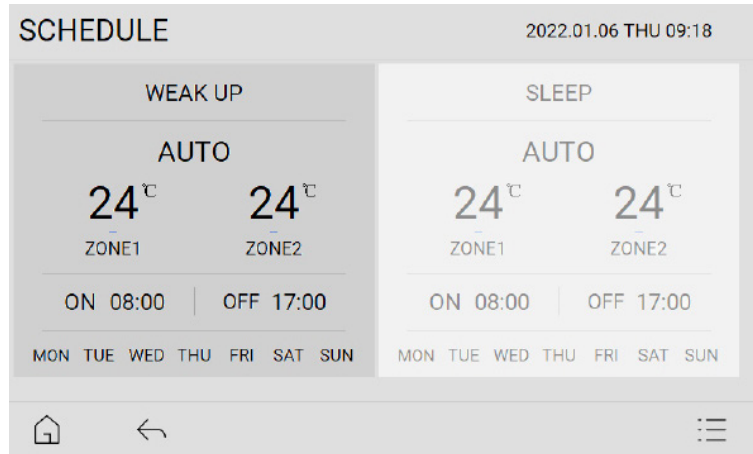 SCHEDULE 2022.01.06 THU 09:18
WEAK UP
AUTO
24℃ 24℃
ZONE1 ZONE2
ON 08:00 OFF 17:00
MON TUE WED THU FRI SAT SUN
SLEEP
AUTO
24℃ 24℃
ZONE1 ZONE2
ON 08:00 OFF 17:00
MON TUE WED THU FRI SAT SUN